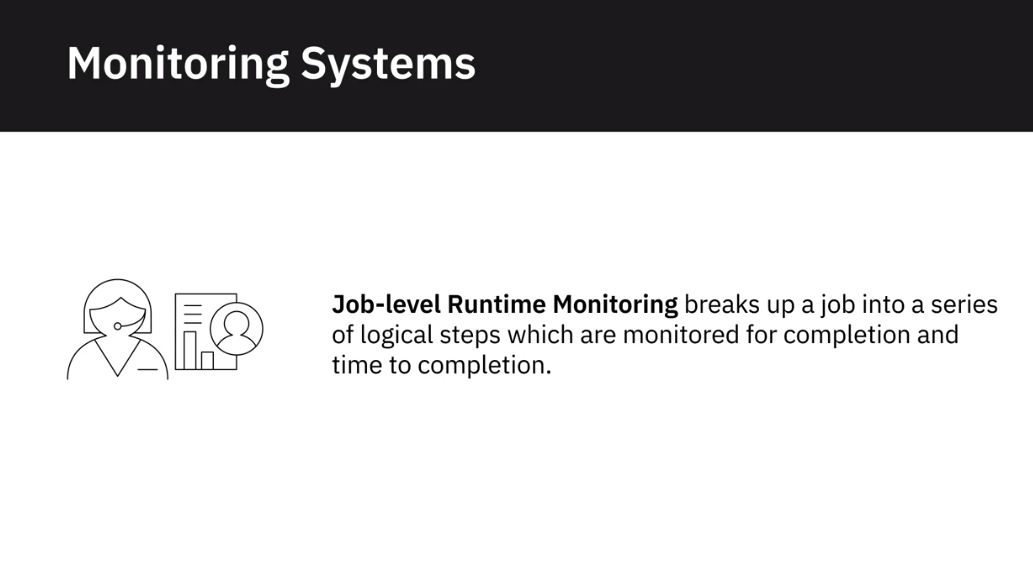 Monitoring Systems
Job-level Runtime Monitoring breaks up a job into a series
of logical steps which are monitored for completion and
time to completion.